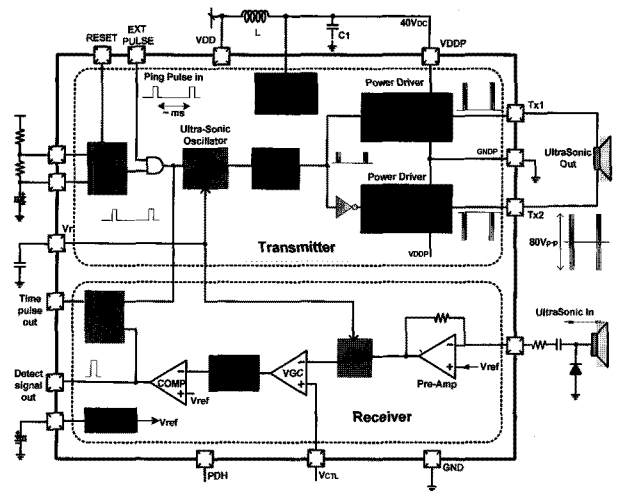 RESET
EXT
PULSE
VDD
L
C1
40VDC
VDDP
Ping Pulse in
~ms
Ultra-Sonic
Oscillator
Power Driver
Tx1
UltraSonic
Out
GNDP
Power Driver
Tx2
80VP-P
VDDP
Transmitter
Time
pulse
out
UltraSonic In
Detect
signal
out
COMP
Vref
VGC
Pre-Amp
Vref
Vref
Receiver
PDH
VCTL
GND